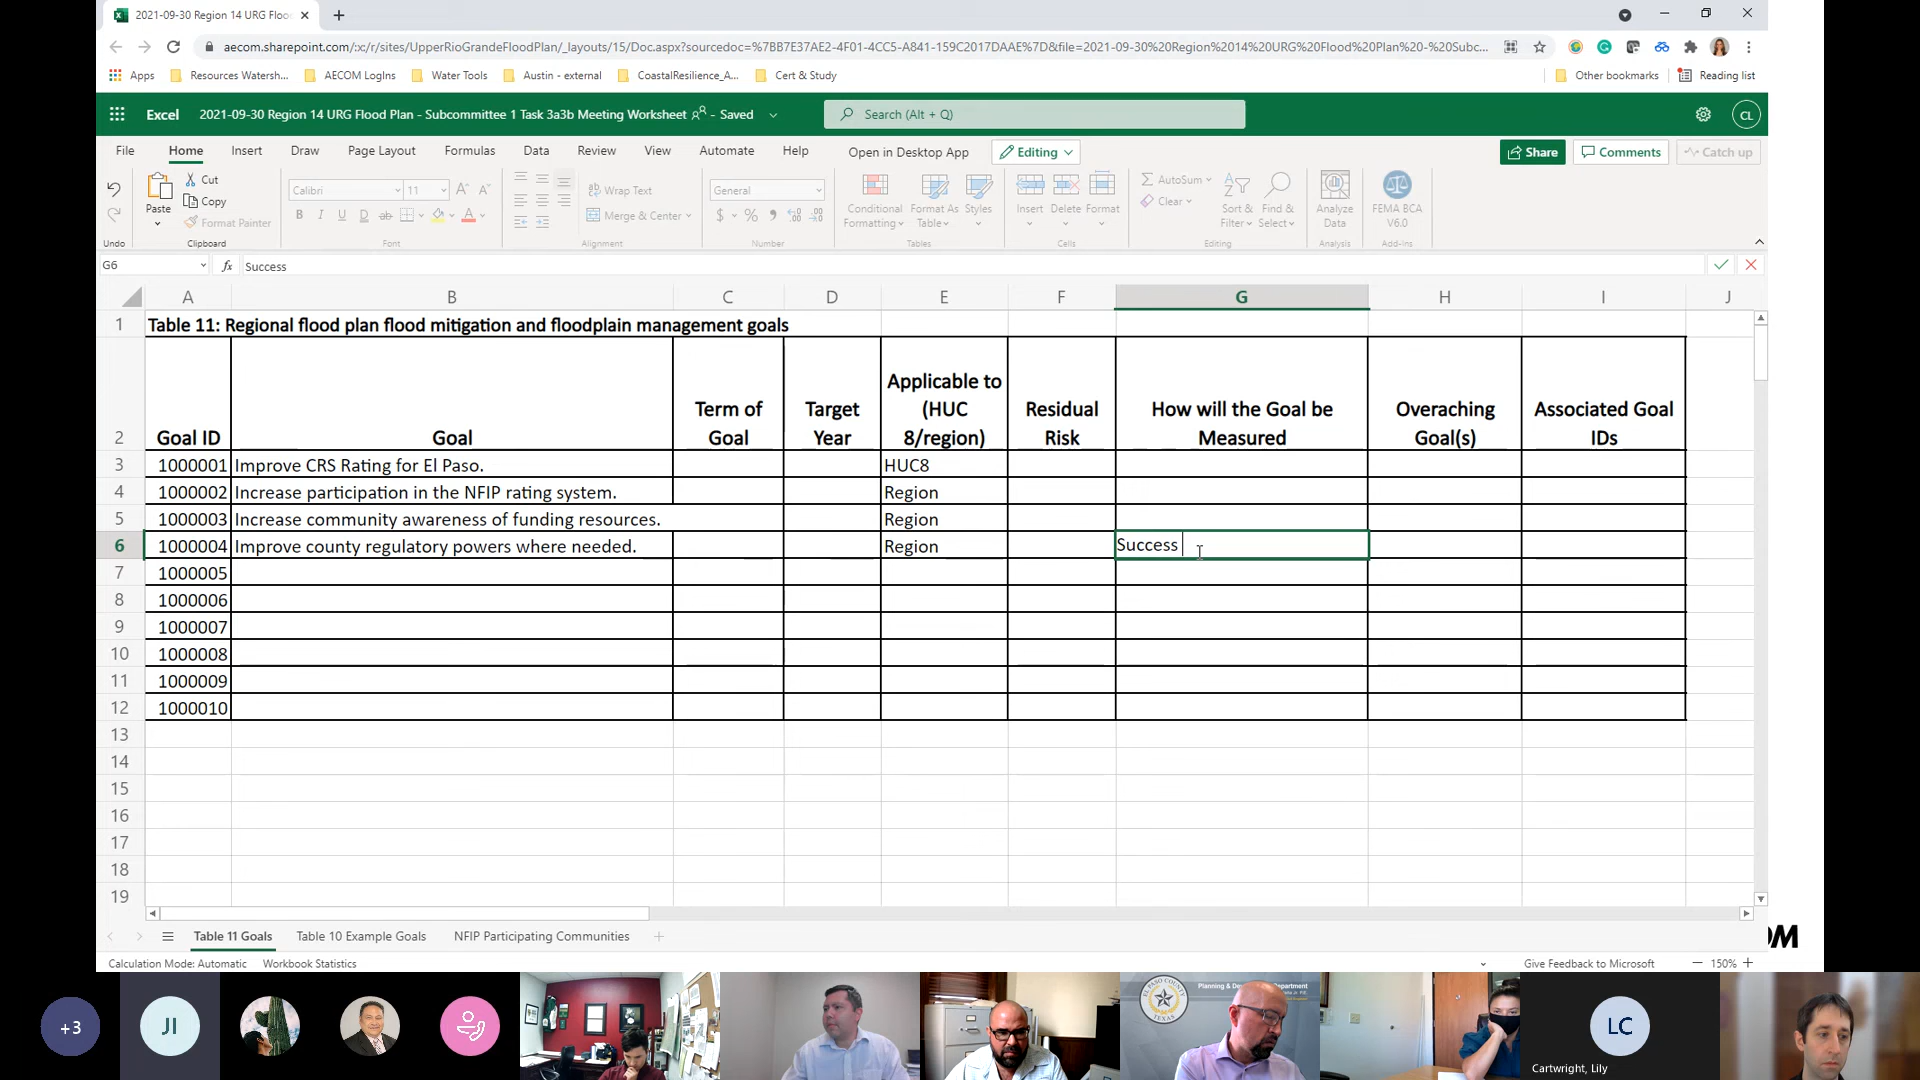 2021-09-30 Region 14 URG Floo
aecom.sharepoint.com/:x:/r/sites/UpperRioGrandeFloodPlan/_layouts/15/Doc.aspx?sourcedoc=%7BB7E37AE2-4F01-4CC5-A841-159C2017DAAE%7D&file=2021-09-30%20Region%2014%20URG%20Flood%20Plan%20-%20Subc...
Apps Resources Watersh... AECOM LogIns Water Tools Austin - external CoastalResilience_A... Cert & Study Other bookmarks Reading list
Excel 2021-09-30 Region 14 URG Flood Plan - Subcommittee 1 Task 3a3b Meeting Worksheet - Saved Search (Alt + Q) CL
File Home Insert Draw Page Layout Formulas Data Review View Automate Help Open in Desktop App Editing Share Comments Catch up
Cut
Paste Copy
Format Painter
Calibri 11
Wrap Text
Merge & Center
General
Conditional Formatting Format As Table Styles Insert Delete Format
AutoSum
Clear
Sort & Filter Find & Select Analyze Data FEMA BCA V6.0
Undo Clipboard Font Alignment Number Tables Cells Editing Analysis Add-Ins
G6 fx Success
A B C D E F G H I J
1 Table 11: Regional flood plan flood mitigation and floodplain management goals
2 Goal ID Goal Term of Goal Target Year Applicable to (HUC 8/region) Residual Risk How will the Goal be Measured Overaching Goal(s) Associated Goal IDs
3 1000001 Improve CRS Rating for El Paso. HUC8
4 1000002 Increase participation in the NFIP rating system. Region
5 1000003 Increase community awareness of funding resources. Region
6 1000004 Improve county regulatory powers where needed. Region Success
7 1000005
8 1000006
9 1000007
10 1000008
11 1000009
12 1000010
13
14
15
16
17
18
19
Table 11 Goals Table 10 Example Goals NFIP Participating Communities
OM
Calculation Mode: Automatic Workbook Statistics Give Feedback to Microsoft 150%
+3 JI LC
EL PASO COUNTY
TEXAS
Cartwright, Lily